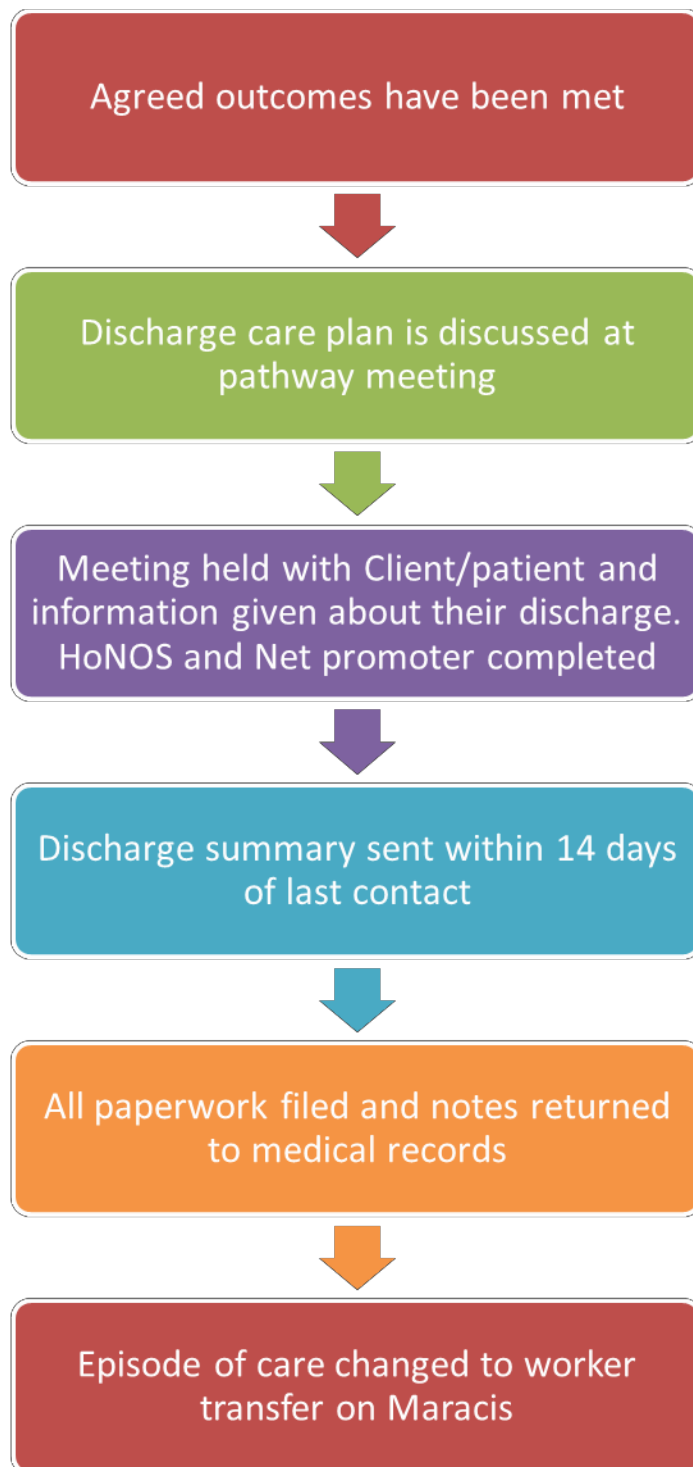 Agreed outcomes have been met
Discharge care plan is discussed at
pathway meeting
Meeting held with Client/patient and
information given about their discharge.
HoNOS and Net promoter completed
Discharge summary sent within 14 days
of last contact
All paperwork filed and notes returned
to medical records
Episode of care changed to worker
transfer on Maracis